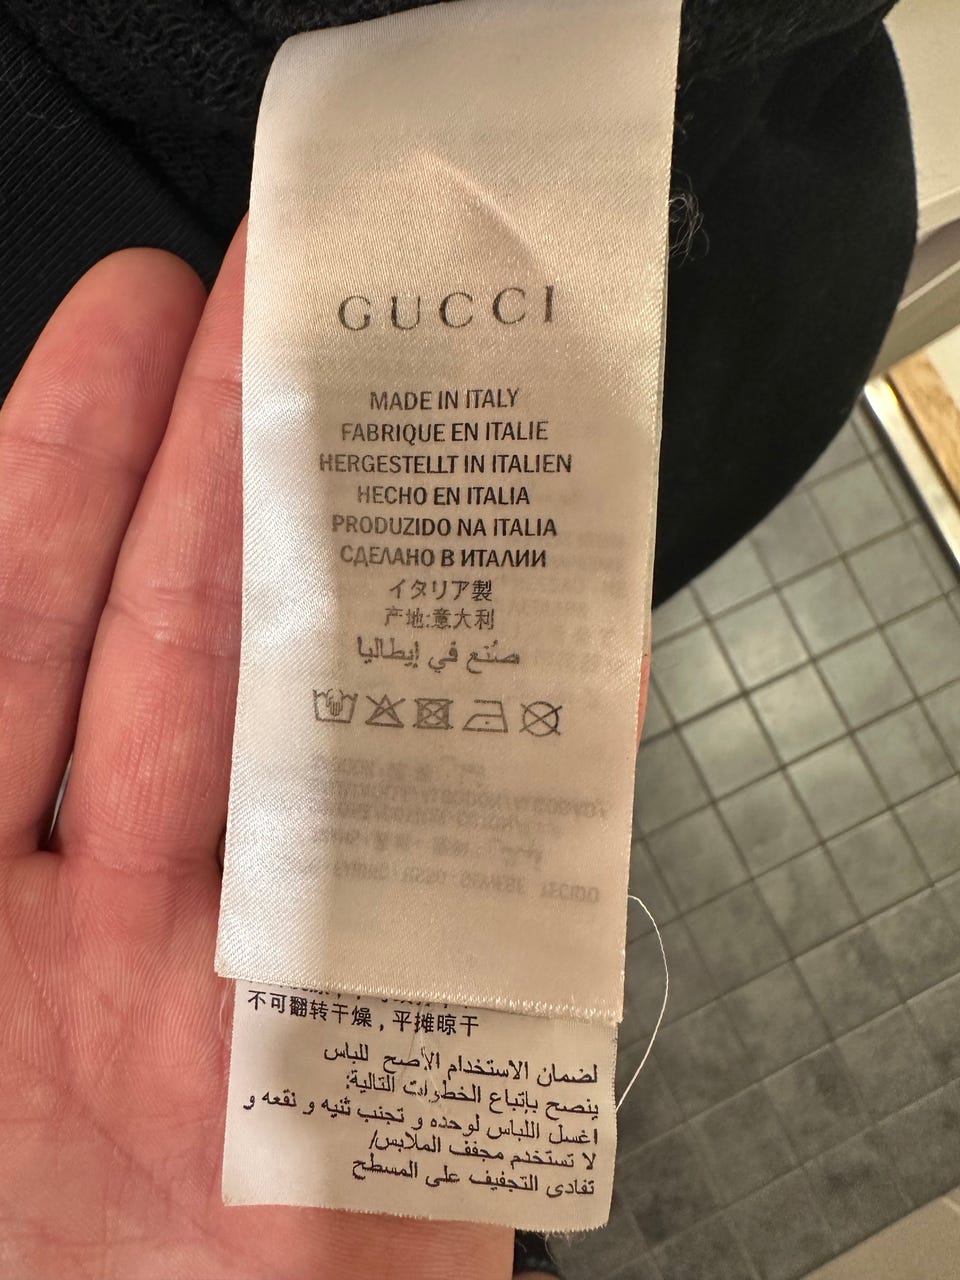 GUCCI
MADE IN ITALY
FABRIQUE EN ITALIE
HERGESTELLT IN ITALIEN
HECHO EN ITALIA
PRODUZIDO NA ITALIA
СДЕЛАНО В ИТАЛИИ
イタリア製
产地:意大利
صُنع في إيطاليا
不可翻转干燥,平摊晾干
لضمان الاستخدام الأصح للباس
ينصح بإتباع الخطرات التالية:
اغسل اللباس لوحده و تجنب ثنيه و نقعه و
لا تستخدم مجفف الملابس/
تفادى التجفيف على المسطح